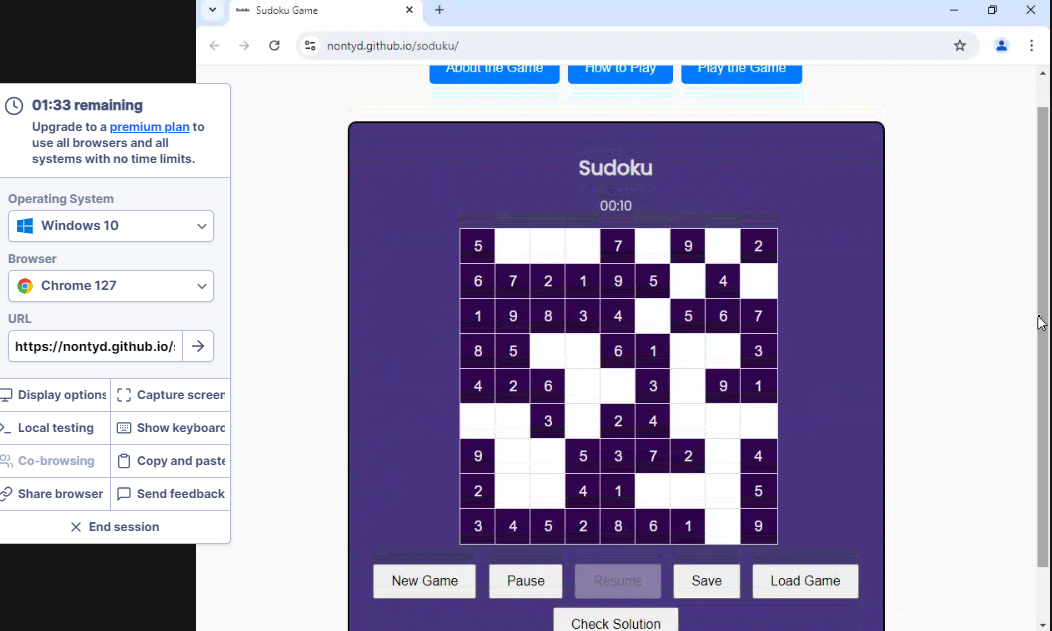 Sudoku Game
nontyd.github.io/soduku/
About the Game How to Play Play the Game
01:33 remaining
Upgrade to a premium plan to
use all browsers and all
systems with no time limits.
Operating System
Windows 10
Browser
Chrome 127
URL
https://nontyd.github.io/s
Display options Capture screen
Local testing Show keyboard
Co-browsing Copy and paste
Share browser Send feedback
End session
Sudoku
00:10
5 7 9 2
6 7 2 1 9 5 4
1 9 8 3 4 5 6 7
8 5 6 1 3
4 2 6 3 9 1
3 2 4
9 5 3 7 2 4
2 4 1 5
3 4 5 2 8 6 1 9
New Game Pause Resume Save Load Game
Check Solution